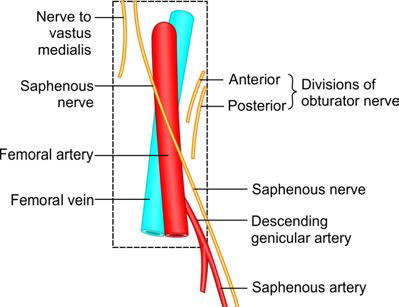 Nerve to
vastus
medialis
Saphenous
nerve
Femoral artery
Femoral vein
Anterior
Posterior
Divisions of
obturator nerve
Saphenous nerve
Descending
genicular artery
Saphenous artery